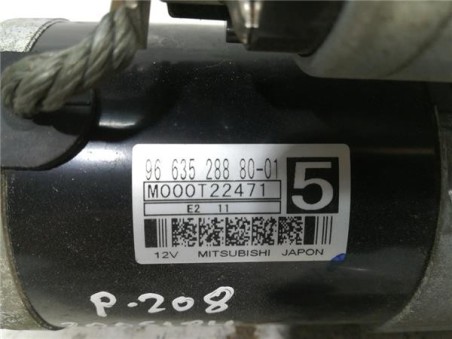 96 635 288 80-01
M000T22471
5
E2 11
12V MITSUBISHI JAPON
P-208